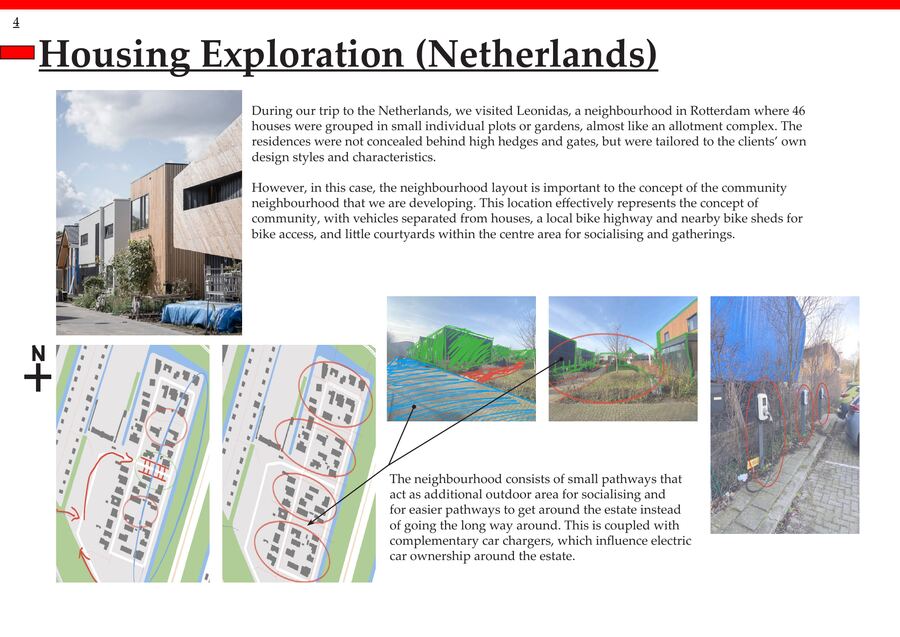 4
Housing Exploration (Netherlands)
During our trip to the Netherlands, we visited Leonidas, a neighbourhood in Rotterdam where 46
houses were grouped in small individual plots or gardens, almost like an allotment complex. The
residences were not concealed behind high hedges and gates, but were tailored to the clients’ own
design styles and characteristics.
However, in this case, the neighbourhood layout is important to the concept of the community
neighbourhood that we are developing. This location effectively represents the concept of
community, with vehicles separated from houses, a local bike highway and nearby bike sheds for
bike access, and little courtyards within the centre area for socialising and gatherings.
N
The neighbourhood consists of small pathways that
act as additional outdoor area for socialising and
for easier pathways to get around the estate instead
of going the long way around. This is coupled with
complementary car chargers, which influence electric
car ownership around the estate.